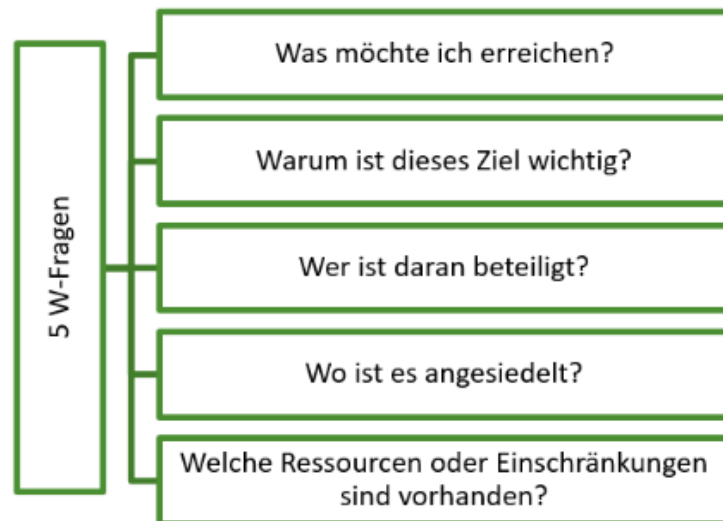 5 W-Fragen
Was möchte ich erreichen?
Warum ist dieses Ziel wichtig?
Wer ist daran beteiligt?
Wo ist es angesiedelt?
Welche Ressourcen oder Einschränkungen
sind vorhanden?